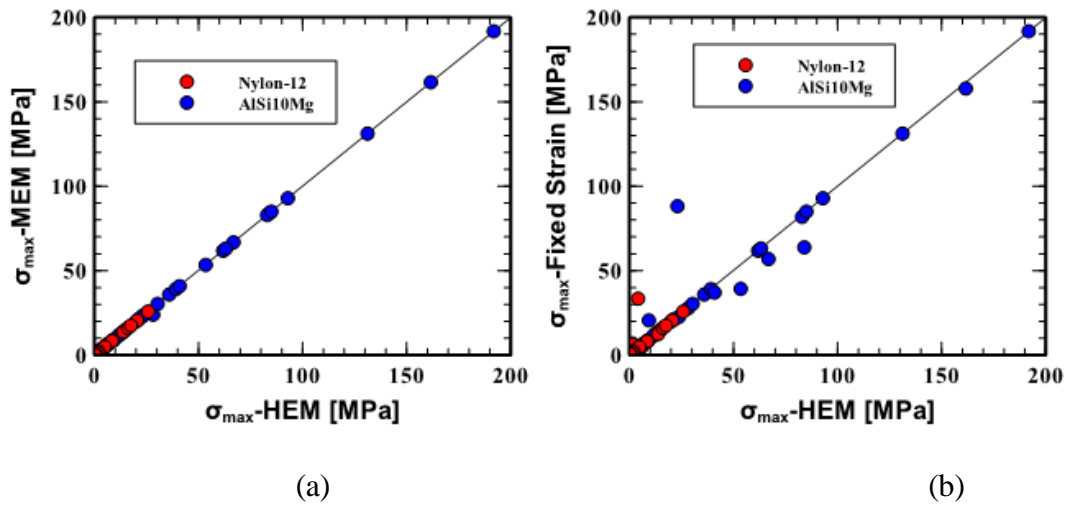 200
150
100
50
0
σmax-MEM [MPa]
Nylon-12
AlSi10Mg
0 50 100 150 200
σmax-HEM [MPa]
(a)
200
150
100
50
0
σmax-Fixed Strain [MPa]
Nylon-12
AlSi10Mg
0 50 100 150 200
σmax-HEM [MPa]
(b)